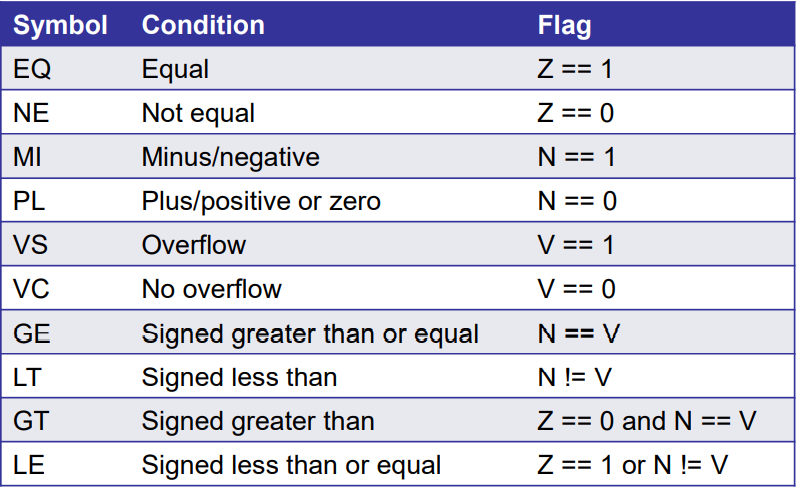 Symbol Condition Flag
EQ Equal Z == 1
NE Not equal Z == 0
MI Minus/negative N == 1
PL Plus/positive or zero N == 0
VS Overflow V == 1
VC No overflow V == 0
GE Signed greater than or equal N == V
LT Signed less than N != V
GT Signed greater than Z == 0 and N == V
LE Signed less than or equal Z == 1 or N != V